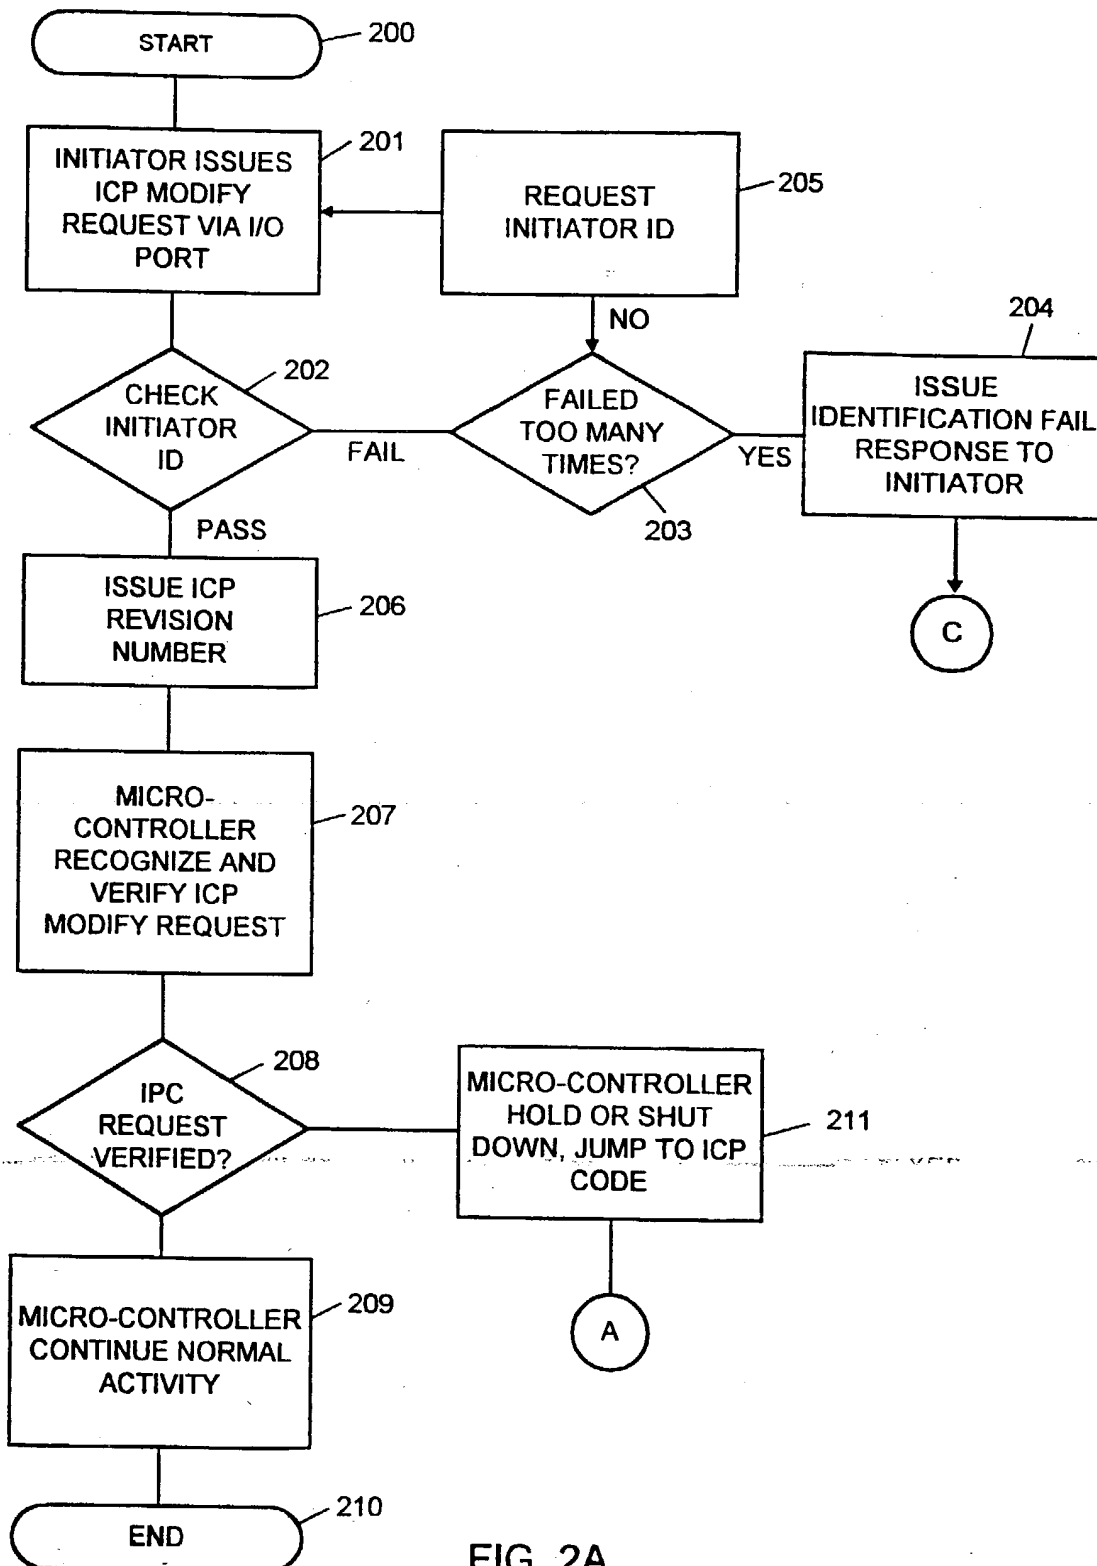 START
200
INITIATOR ISSUES
ICP MODIFY
REQUEST VIA I/O
PORT
201
REQUEST
INITIATOR ID
205
NO
CHECK
INITIATOR
ID
202
FAIL
FAILED
TOO MANY
TIMES?
203
YES
204
ISSUE
IDENTIFICATION FAIL
RESPONSE TO
INITIATOR
C
PASS
ISSUE ICP
REVISION
NUMBER
206
MICRO-
CONTROLLER
RECOGNIZE AND
VERIFY ICP
MODIFY REQUEST
207
IPC
REQUEST
VERIFIED?
208
MICRO-CONTROLLER
HOLD OR SHUT
DOWN, JUMP TO ICP
CODE
211
A
MICRO-CONTROLLER
CONTINUE NORMAL
ACTIVITY
209
END
210
FIG. 2A